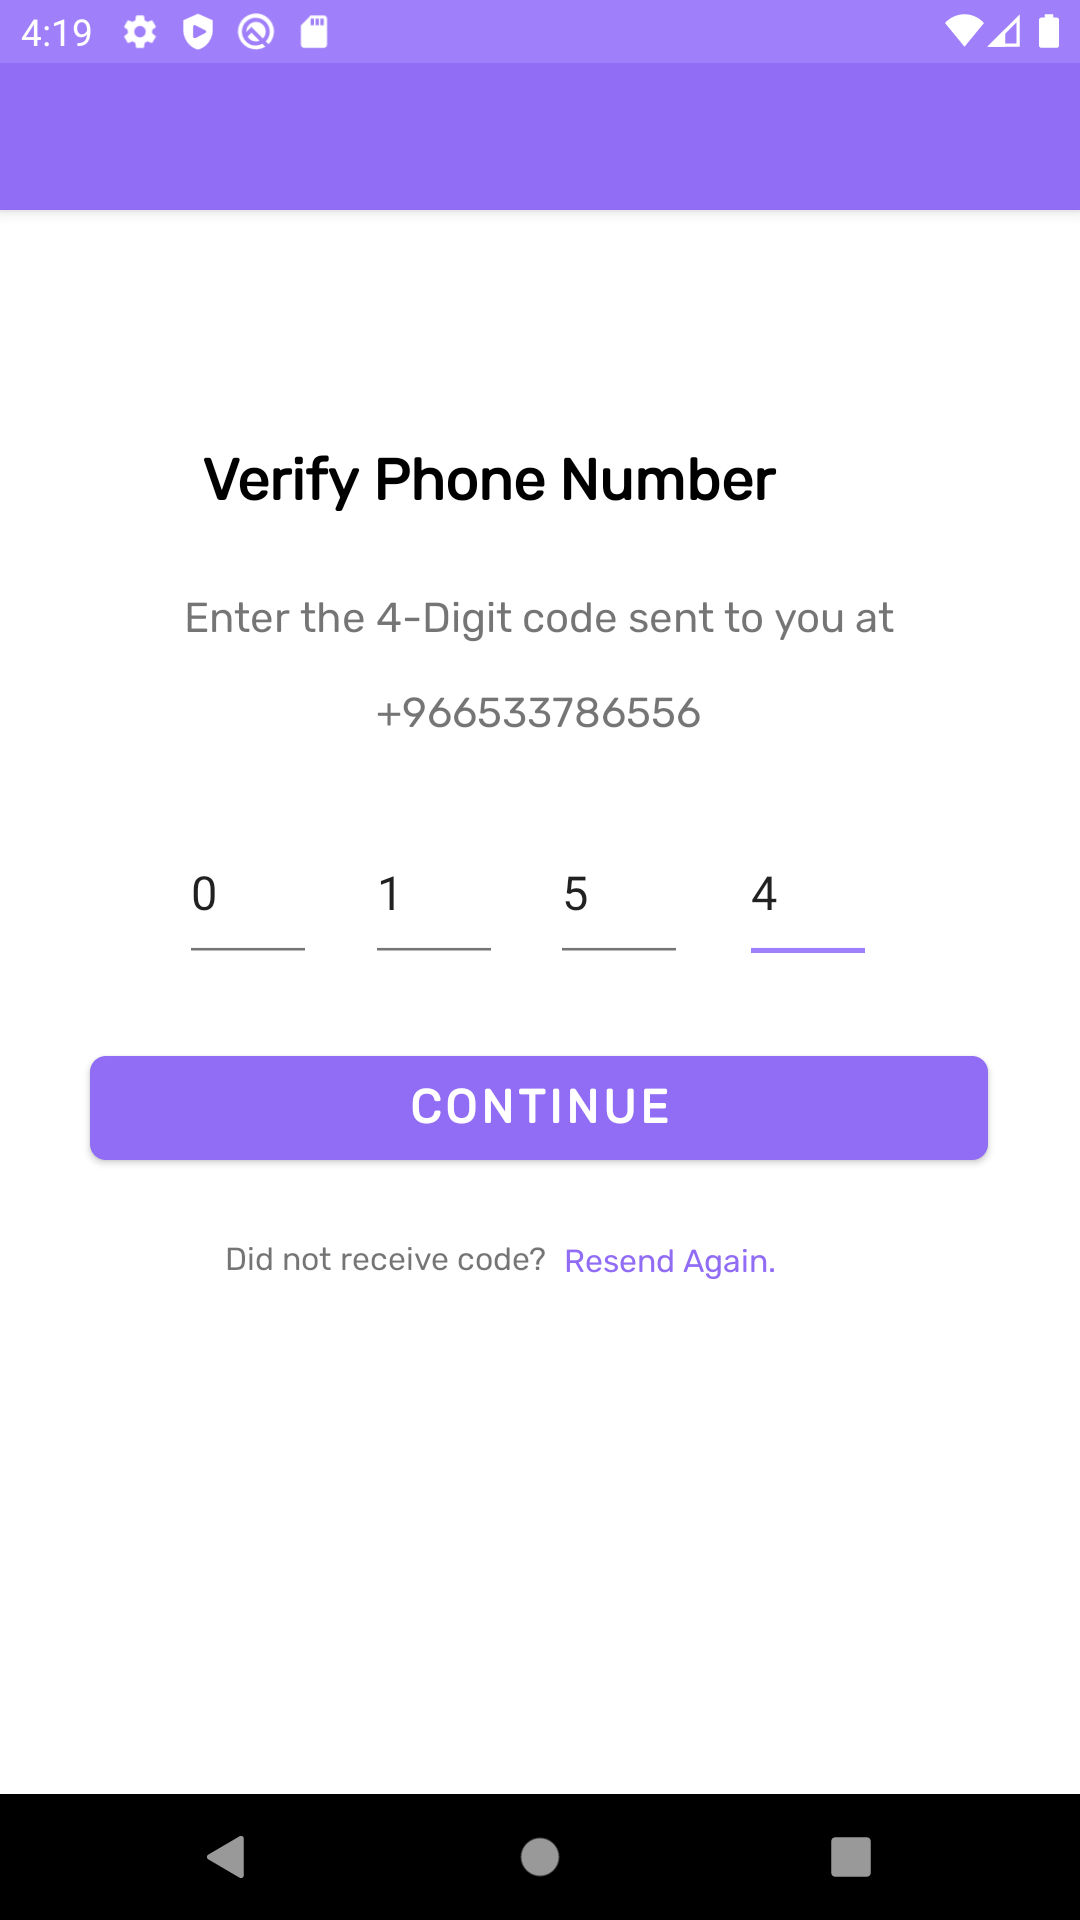 4:19
Verify Phone Number
Enter the 4-Digit code sent to you at
+966533786556
0 1 5 4
CONTINUE
Did not receive code? Resend Again.